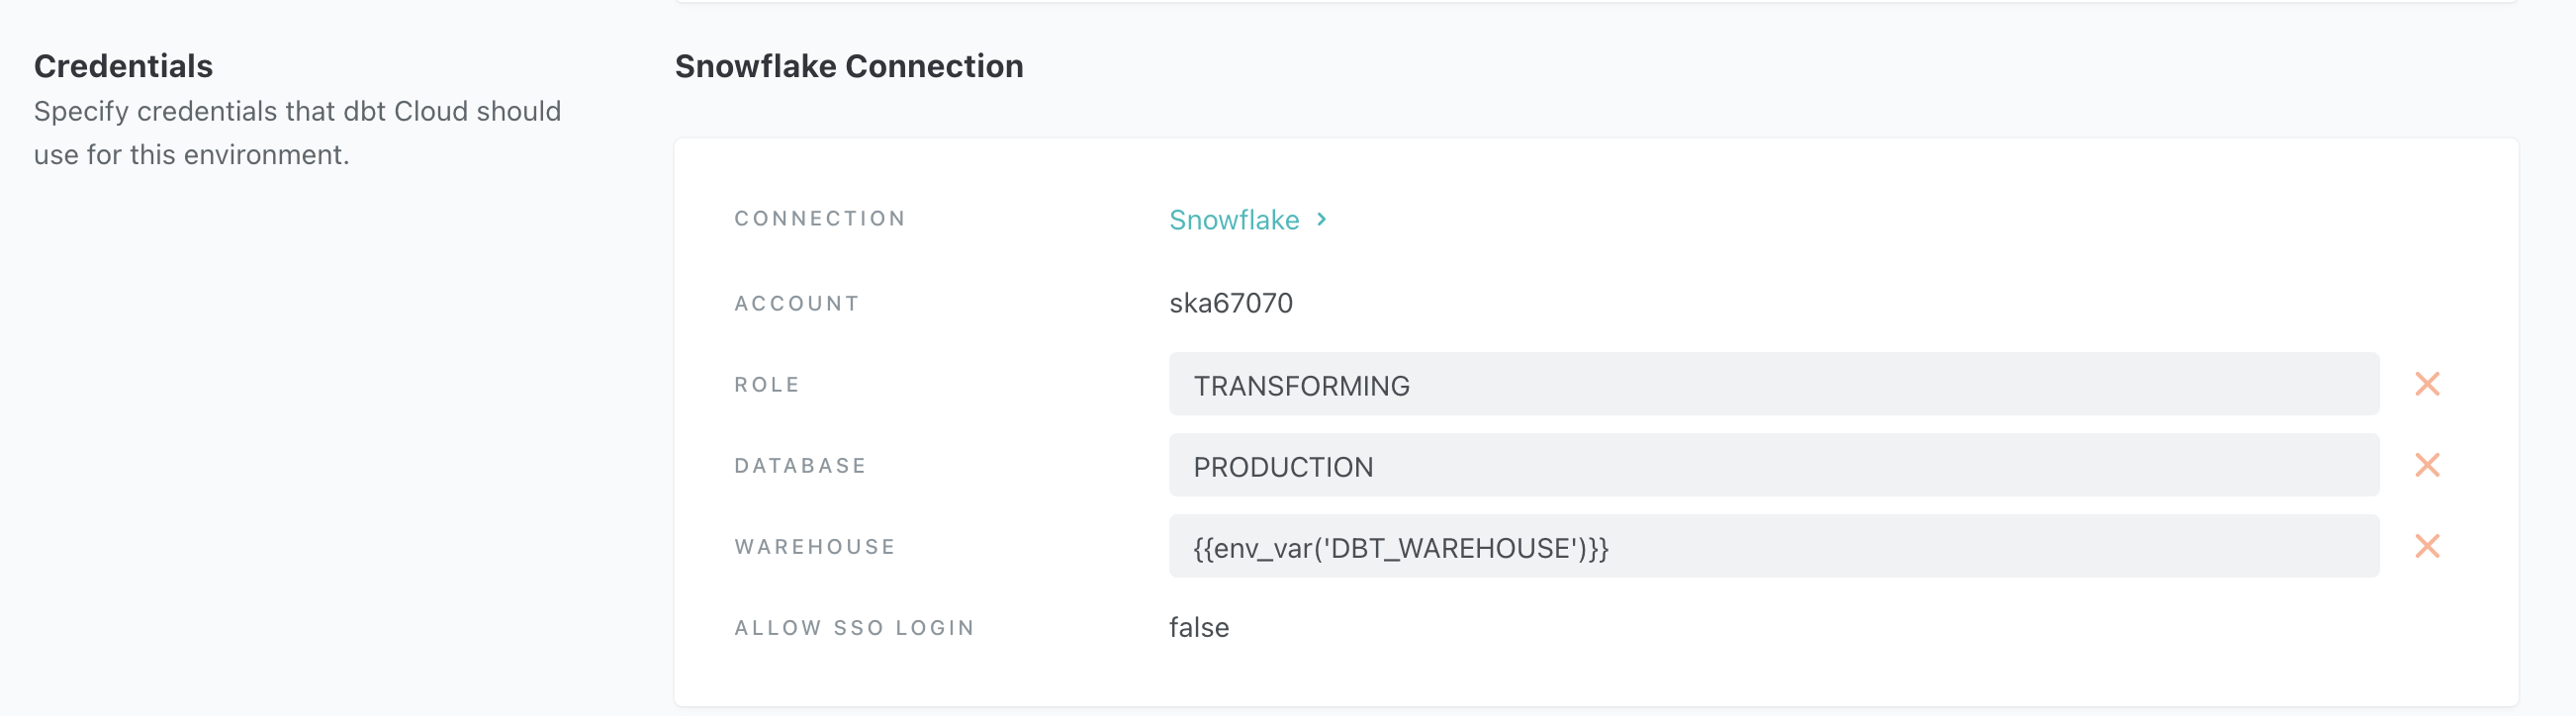 Credentials
Specify credentials that dbt Cloud should
use for this environment.
Snowflake Connection
CONNECTION Snowflake
ACCOUNT ska67070
ROLE TRANSFORMING
DATABASE PRODUCTION
WAREHOUSE {{env_var('DBT_WAREHOUSE')}}
ALLOW SSO LOGIN false